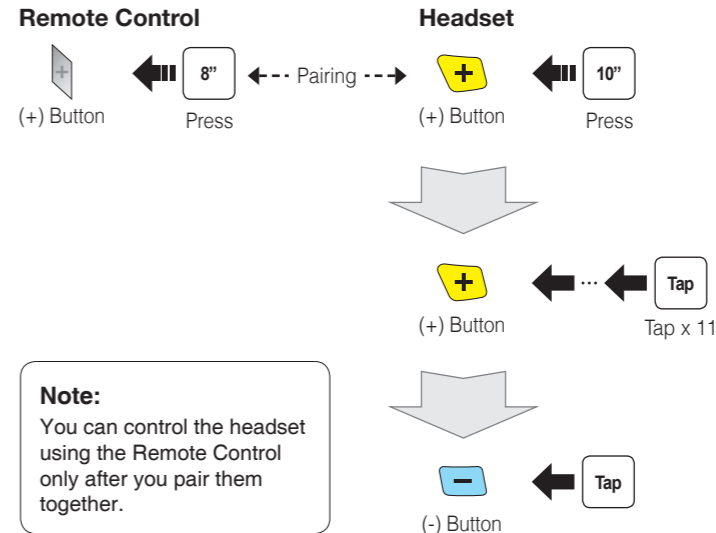 Remote Control
Headset
8”
Pairing
10”
(+) Button
Press
(+) Button
Press
Tap
(+) Button
Tap x 11
Note:
You can control the headset
using the Remote Control
only after you pair them
together.
Tap
(-) Button